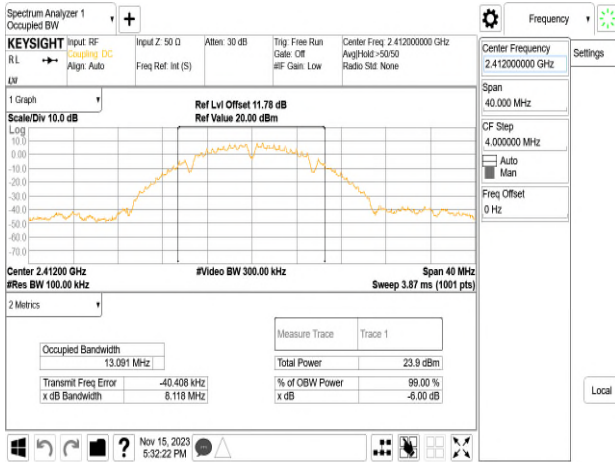 Spectrum Analyzer 1
Occupied BW
+
Frequency
KEYSIGHT
RL
Input: RF
Coupling: DC
Align: Auto
Input Z: 50 Ω
Freq Ref: Int (S)
Atten: 30 dB
Trig: Free Run
Gate: Off
#IF Gain: Low
Center Freq: 2.412000000 GHz
Avg|Hold:>50/50
Radio Std: None
Center Frequency
2.412000000 GHz
Settings
Span
40.000 MHz
CF Step
4.000000 MHz
Auto
Man
Freq Offset
0 Hz
Local
1 Graph
Scale/Div 10.0 dB
Ref Lvl Offset 11.78 dB
Ref Value 20.00 dBm
Log
10.0
0.00
-10.0
-20.0
-30.0
-40.0
-50.0
-60.0
-70.0
Center 2.41200 GHz
#Res BW 100.00 kHz
#Video BW 300.00 kHz
Span 40 MHz
Sweep 3.87 ms (1001 pts)
2 Metrics
Measure Trace Trace 1
Occupied Bandwidth
13.091 MHz
Total Power 23.9 dBm
Transmit Freq Error -40.408 kHz
% of OBW Power 99.00 %
x dB Bandwidth 8.118 MHz
x dB -6.00 dB
?
Nov 15, 2023
5:32:22 PM